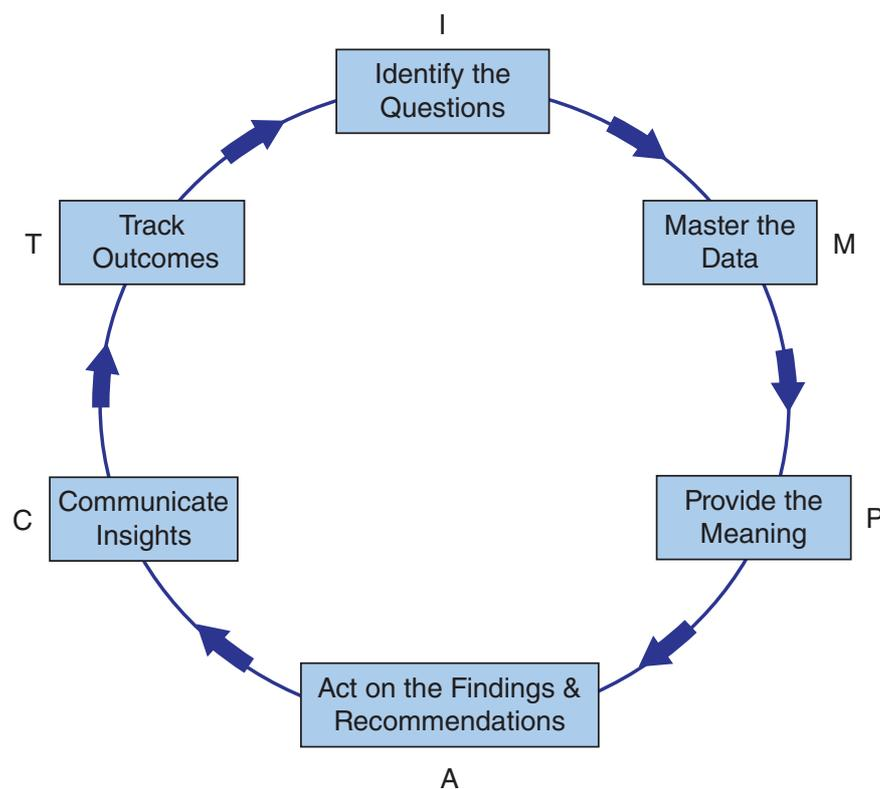 I
Identify the
Questions
Master the
Data
M
Provide the
Meaning
P
Act on the Findings &
Recommendations
A
Communicate
Insights
C
Track
Outcomes
T